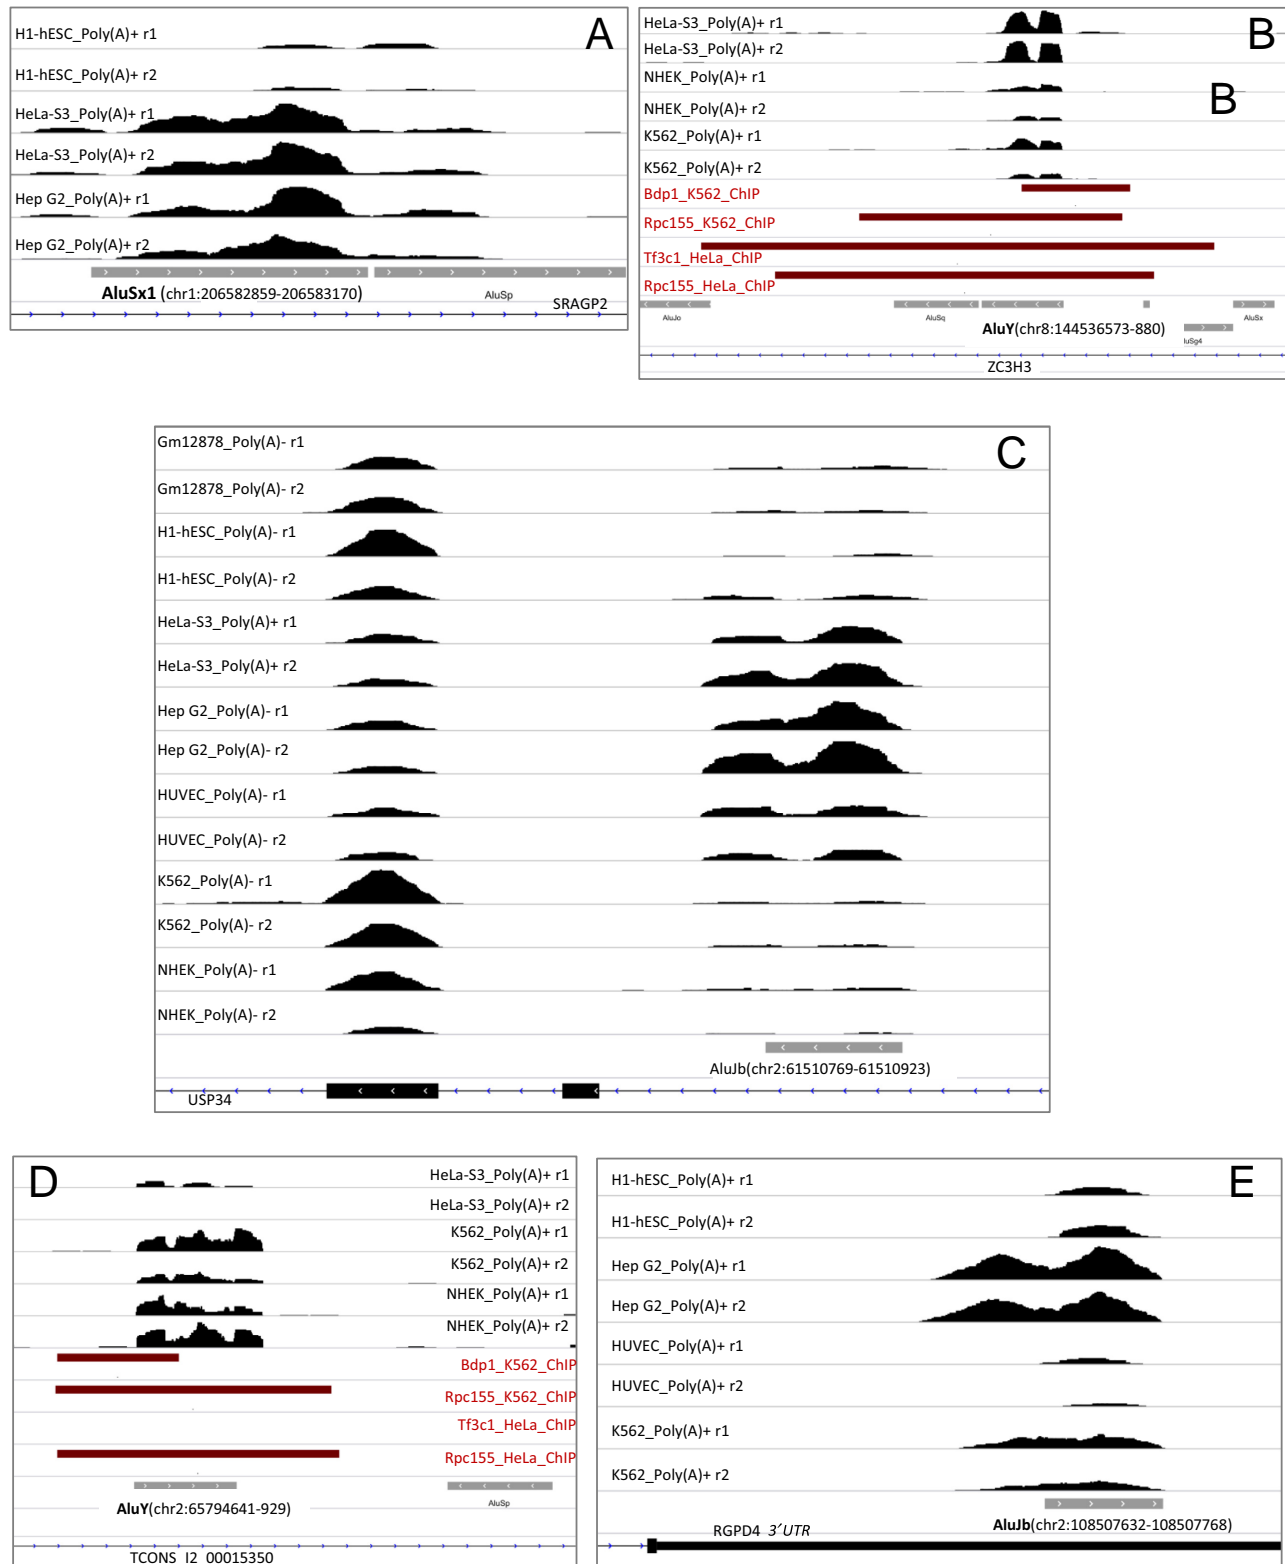 A
H1-hESC_Poly(A)+ r1
H1-hESC_Poly(A)+ r2
HeLa-S3_Poly(A)+ r1
HeLa-S3_Poly(A)+ r2
Hep G2_Poly(A)+ r1
Hep G2_Poly(A)+ r2
AluSx1 (chr1:206582859-206583170)
AluSp
SRAGP2
B
HeLa-S3_Poly(A)+ r1
HeLa-S3_Poly(A)+ r2
NHEK_Poly(A)+ r1
B
NHEK_Poly(A)+ r2
K562_Poly(A)+ r1
K562_Poly(A)+ r2
Bdp1_K562_ChIP
Rpc155_K562_ChIP
Tf3c1_HeLa_ChIP
Rpc155_HeLa_ChIP
AluJo
AluSq
AluSx
AluY(chr8:144536573-880)
luSg4
ZC3H3
C
Gm12878_Poly(A)- r1
Gm12878_Poly(A)- r2
H1-hESC_Poly(A)- r1
H1-hESC_Poly(A)- r2
HeLa-S3_Poly(A)+ r1
HeLa-S3_Poly(A)+ r2
Hep G2_Poly(A)- r1
Hep G2_Poly(A)- r2
HUVEC_Poly(A)- r1
HUVEC_Poly(A)- r2
K562_Poly(A)- r1
K562_Poly(A)- r2
NHEK_Poly(A)- r1
NHEK_Poly(A)- r2
AluJb(chr2:61510769-61510923)
USP34
D
HeLa-S3_Poly(A)+ r1
HeLa-S3_Poly(A)+ r2
K562_Poly(A)+ r1
K562_Poly(A)+ r2
NHEK_Poly(A)+ r1
NHEK_Poly(A)+ r2
Bdp1_K562_ChIP
Rpc155_K562_ChIP
Tf3c1_HeLa_ChIP
Rpc155_HeLa_ChIP
AluSp
AluY(chr2:65794641-929)
TCONS_l2_00015350
E
H1-hESC_Poly(A)+ r1
H1-hESC_Poly(A)+ r2
Hep G2_Poly(A)+ r1
Hep G2_Poly(A)+ r2
HUVEC_Poly(A)+ r1
HUVEC_Poly(A)+ r2
K562_Poly(A)+ r1
K562_Poly(A)+ r2
AluJb(chr2:108507632-108507768)
RGPD4 3´UTR